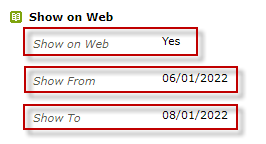 Show on Web
Show on Web Yes
Show From 06/01/2022
Show To 08/01/2022